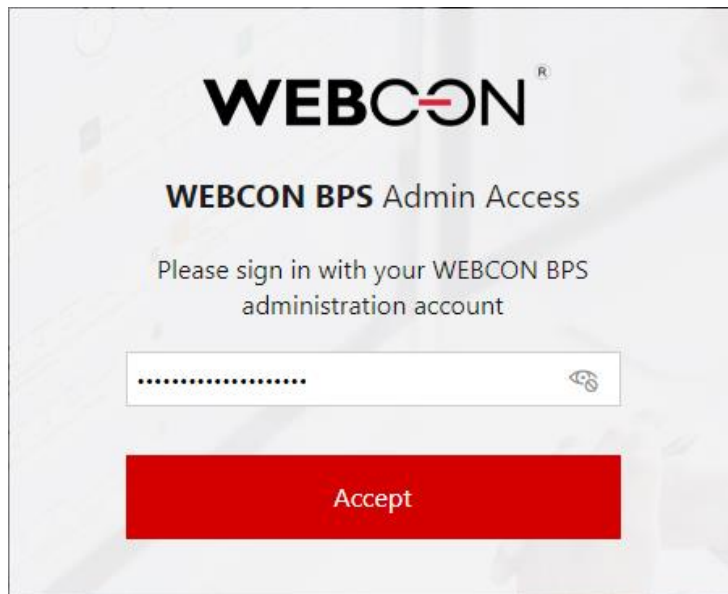 WEBCON®
WEBCON BPS Admin Access
Please sign in with your WEBCON BPS
administration account
••••••••••••••••••••
Accept